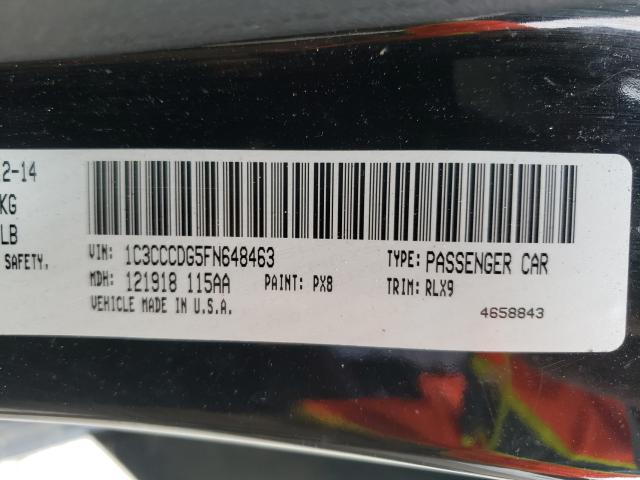 2-14
KG
LB
SAFETY.
VIN: 1C3CCCDG5FN648463 TYPE: PASSENGER CAR
MDH: 121918 115AA PAINT: PX8 TRIM: RLX9
VEHICLE MADE IN U.S.A. 4658843